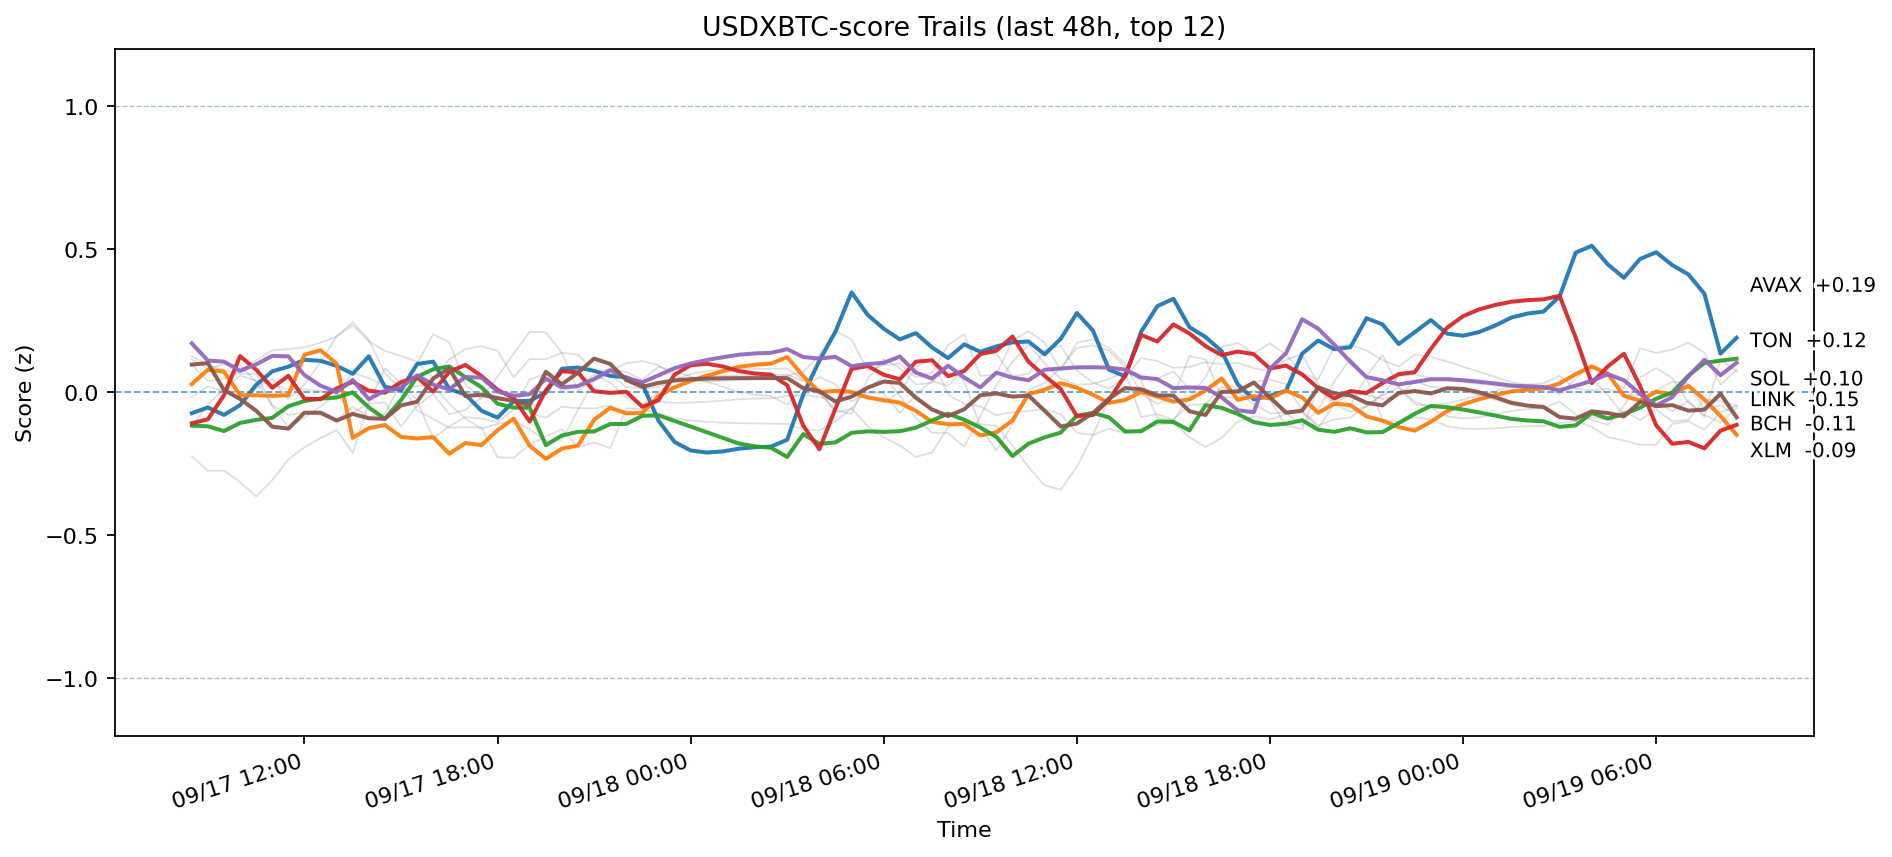 USDXBTC-score Trails (last 48h, top 12)
Score (z)
1.0
0.5
0.0
−0.5
−1.0
AVAX +0.19
TON +0.12
SOL +0.10
LINK -0.15
BCH -0.11
XLM -0.09
09/17 12:00
09/17 18:00
09/18 00:00
09/18 06:00
09/18 12:00
09/18 18:00
09/19 00:00
09/19 06:00
Time